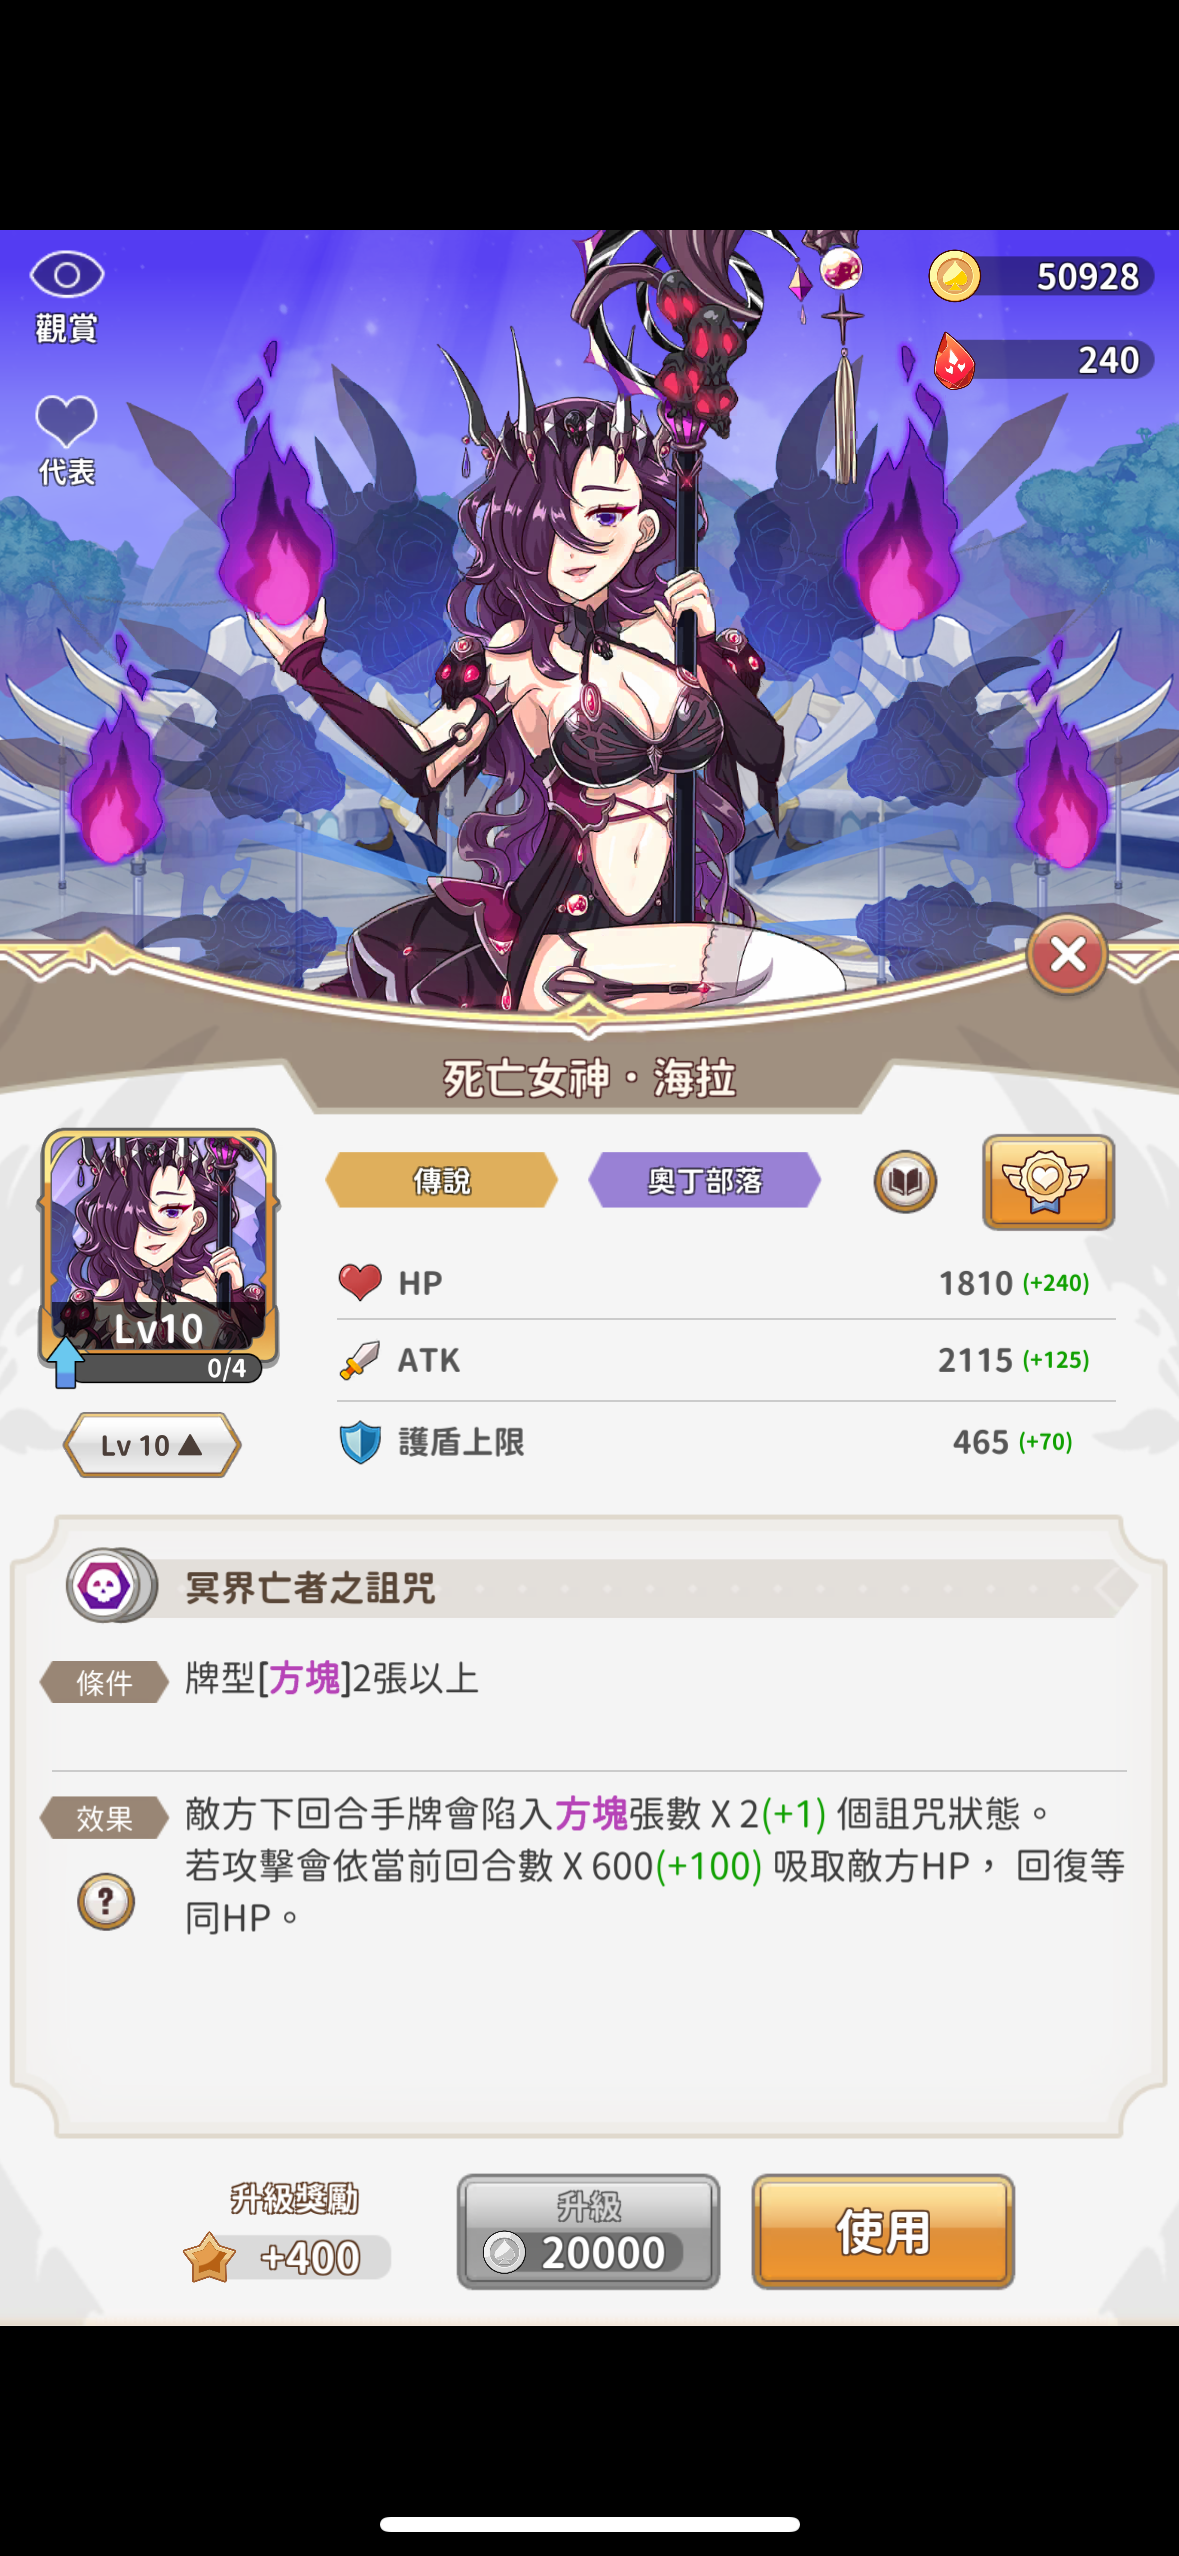 觀賞
50928
240
代表
死亡女神·海拉
傳說
奧丁部落
Lv10
0/4
Lv 10 ▲
HP
1810 (+240)
ATK
2115 (+125)
護盾上限
465 (+70)
冥界亡者之詛咒
條件
牌型[方塊]2張以上
效果
敵方下回合手牌會陷入方塊張數 X 2(+1) 個詛咒狀態。
若攻擊會依當前回合數 X 600(+100) 吸取敵方HP， 回復等
同HP。
?
升級獎勵
+400
升級
20000
使用